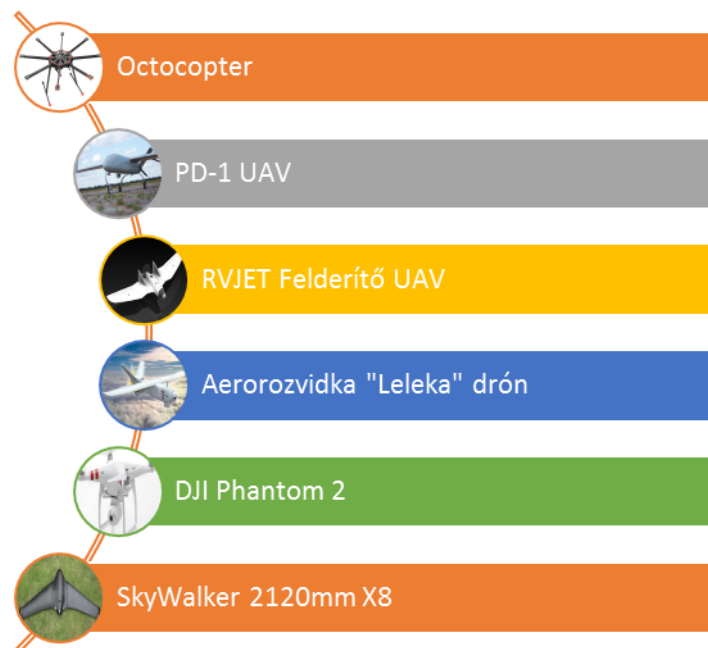 Octocopter
PD-1 UAV
RVJET Felderítő UAV
Aerorozvidka "Leleka" drón
DJI Phantom 2
SkyWalker 2120mm X8